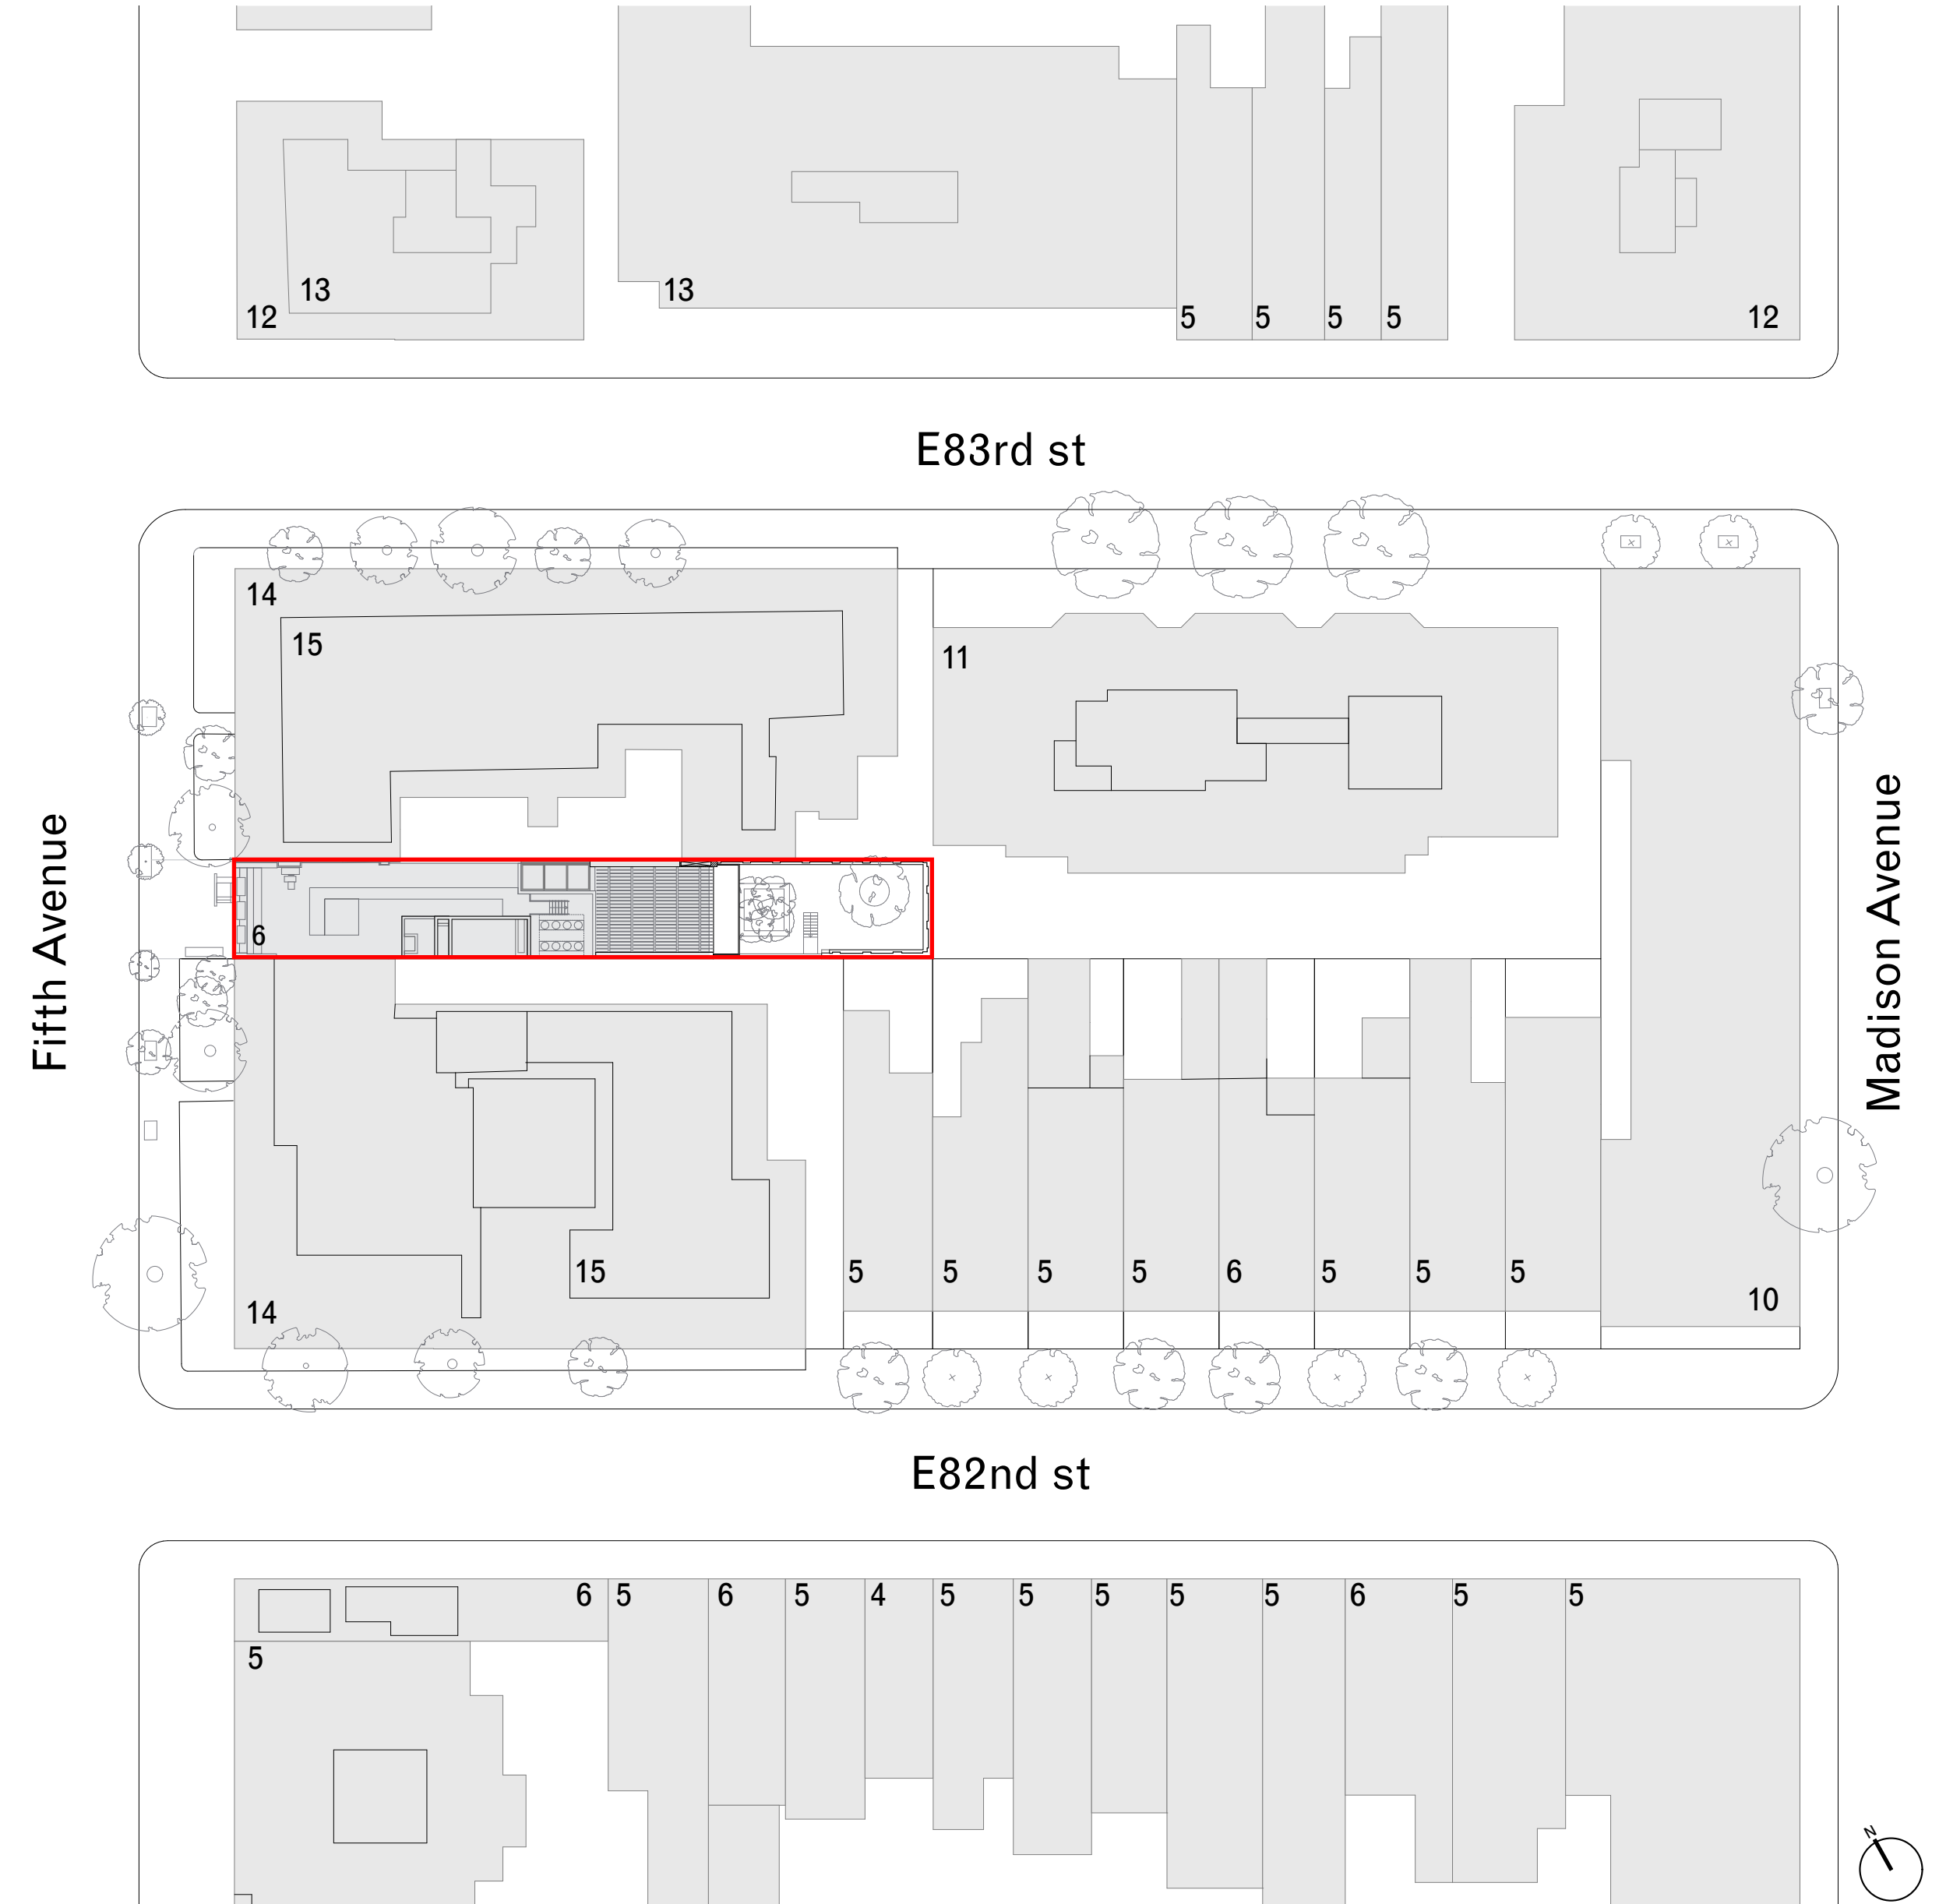 13
12
13
5 5 5 5
12
E83rd st
14
15
11
6
Fifth Avenue
Madison Avenue
15
14
5 5 5 5 6 5 5 5
10
E82nd st
6 5 6 5 4 5 5 5 5 5 6 5 5
5
N